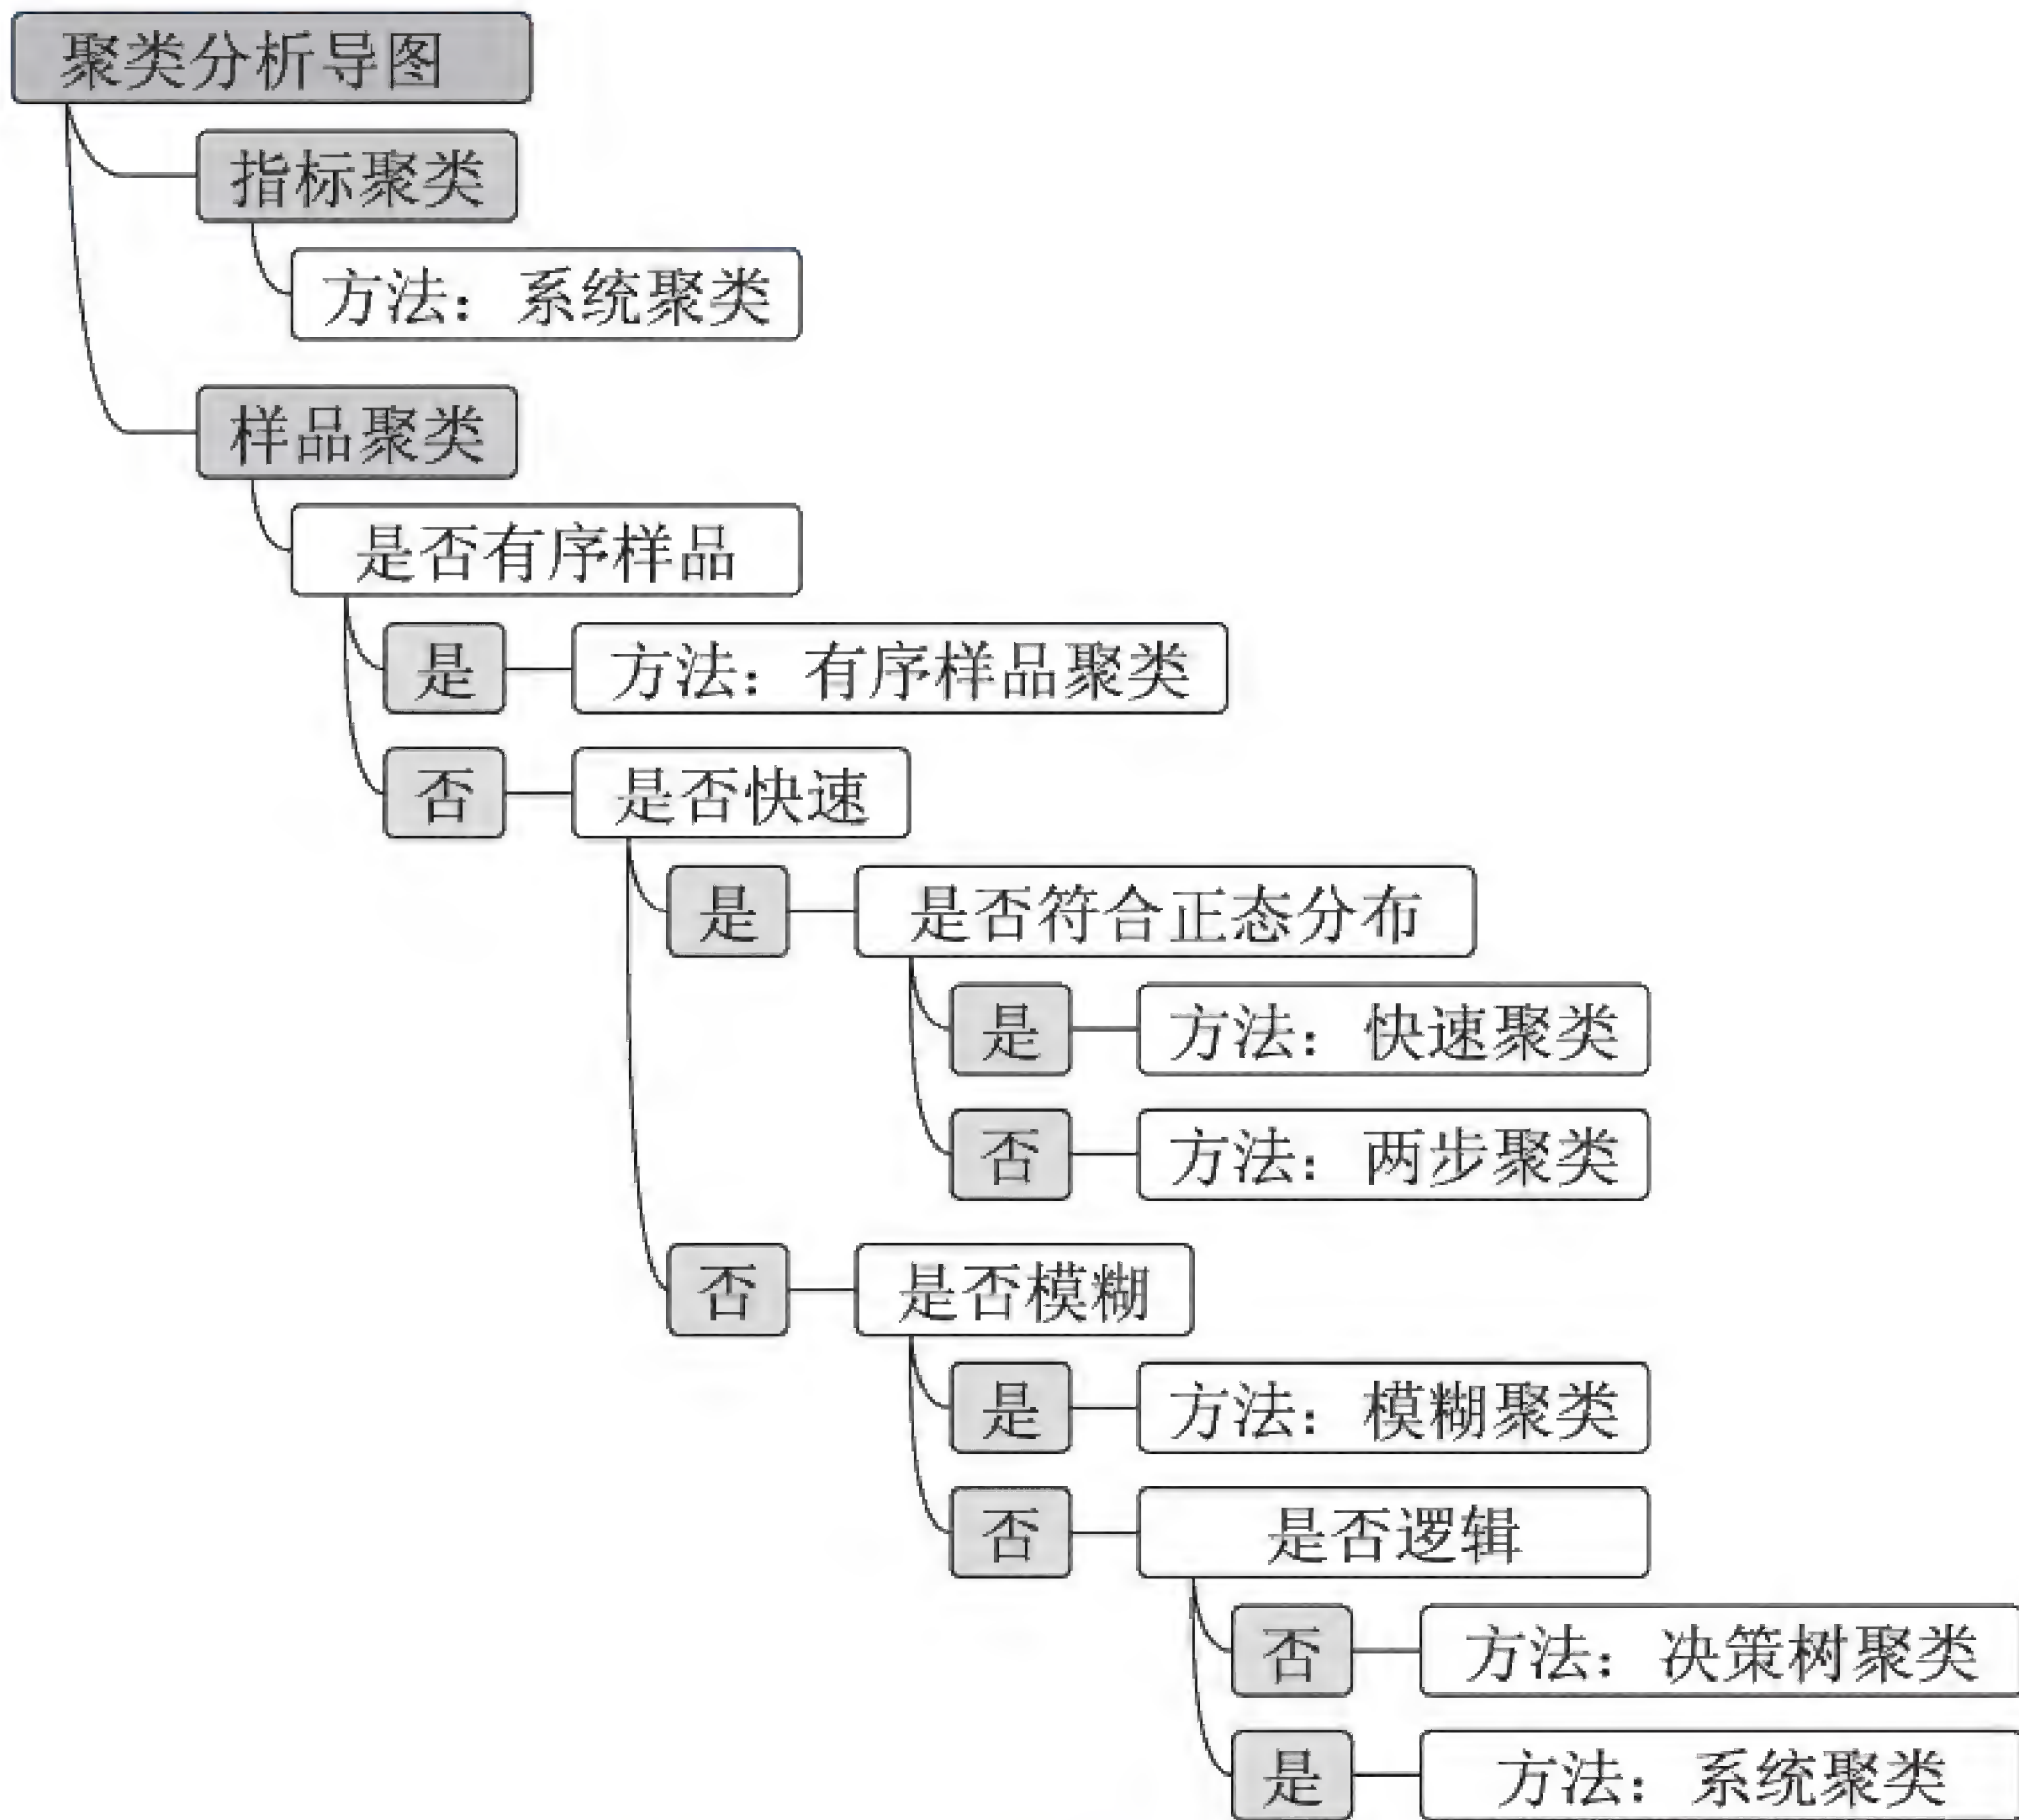 聚类分析导图
指标聚类
方法：系统聚类
样品聚类
是否有序样品
是 方法：有序样品聚类
否 是否快速
是 是否符合正态分布
是 方法：快速聚类
否 方法：两步聚类
否 是否模糊
是 方法：模糊聚类
否 是否逻辑
否 方法：决策树聚类
是 方法：系统聚类